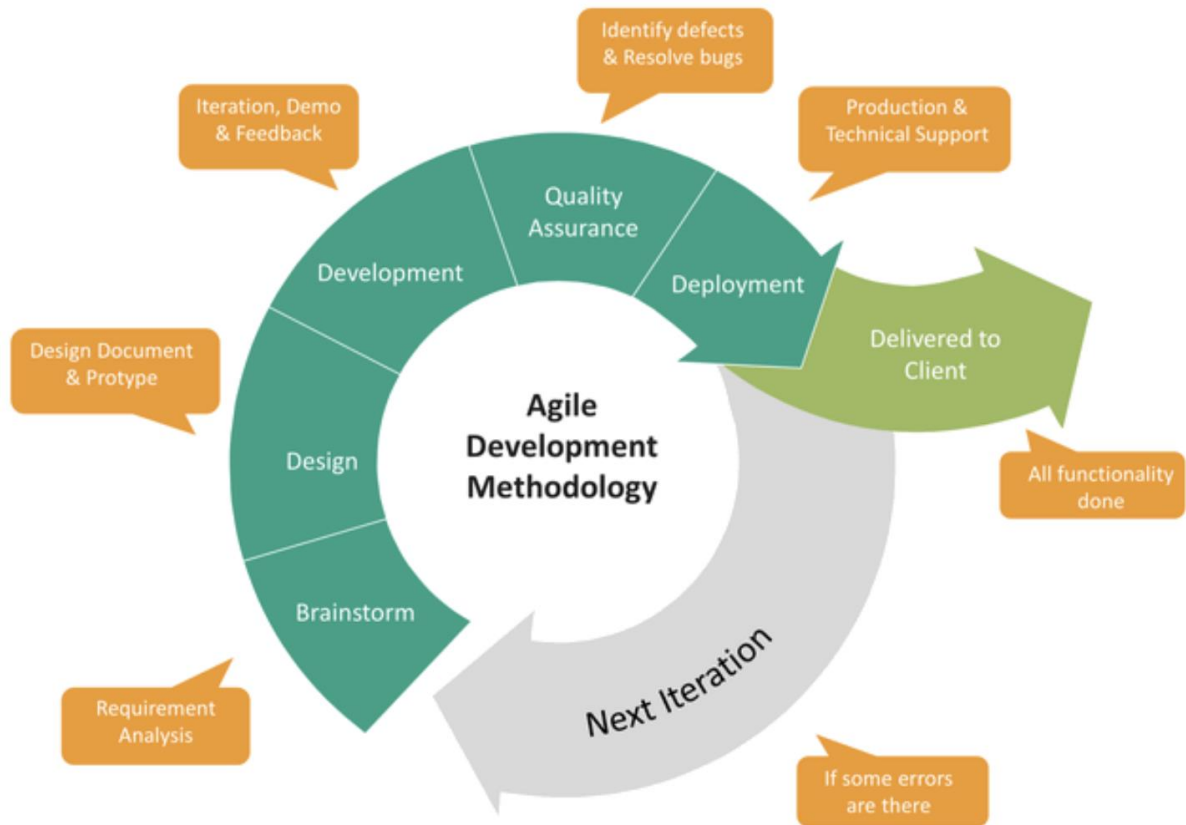 Identify defects
& Resolve bugs
Iteration, Demo
& Feedback
Production &
Technical Support
Quality
Assurance
Development
Deployment
Delivered to
Client
Design Document
& Protype
Agile
Development
Methodology
Design
All functionality
done
Brainstorm
Next Iteration
Requirement
Analysis
If some errors
are there